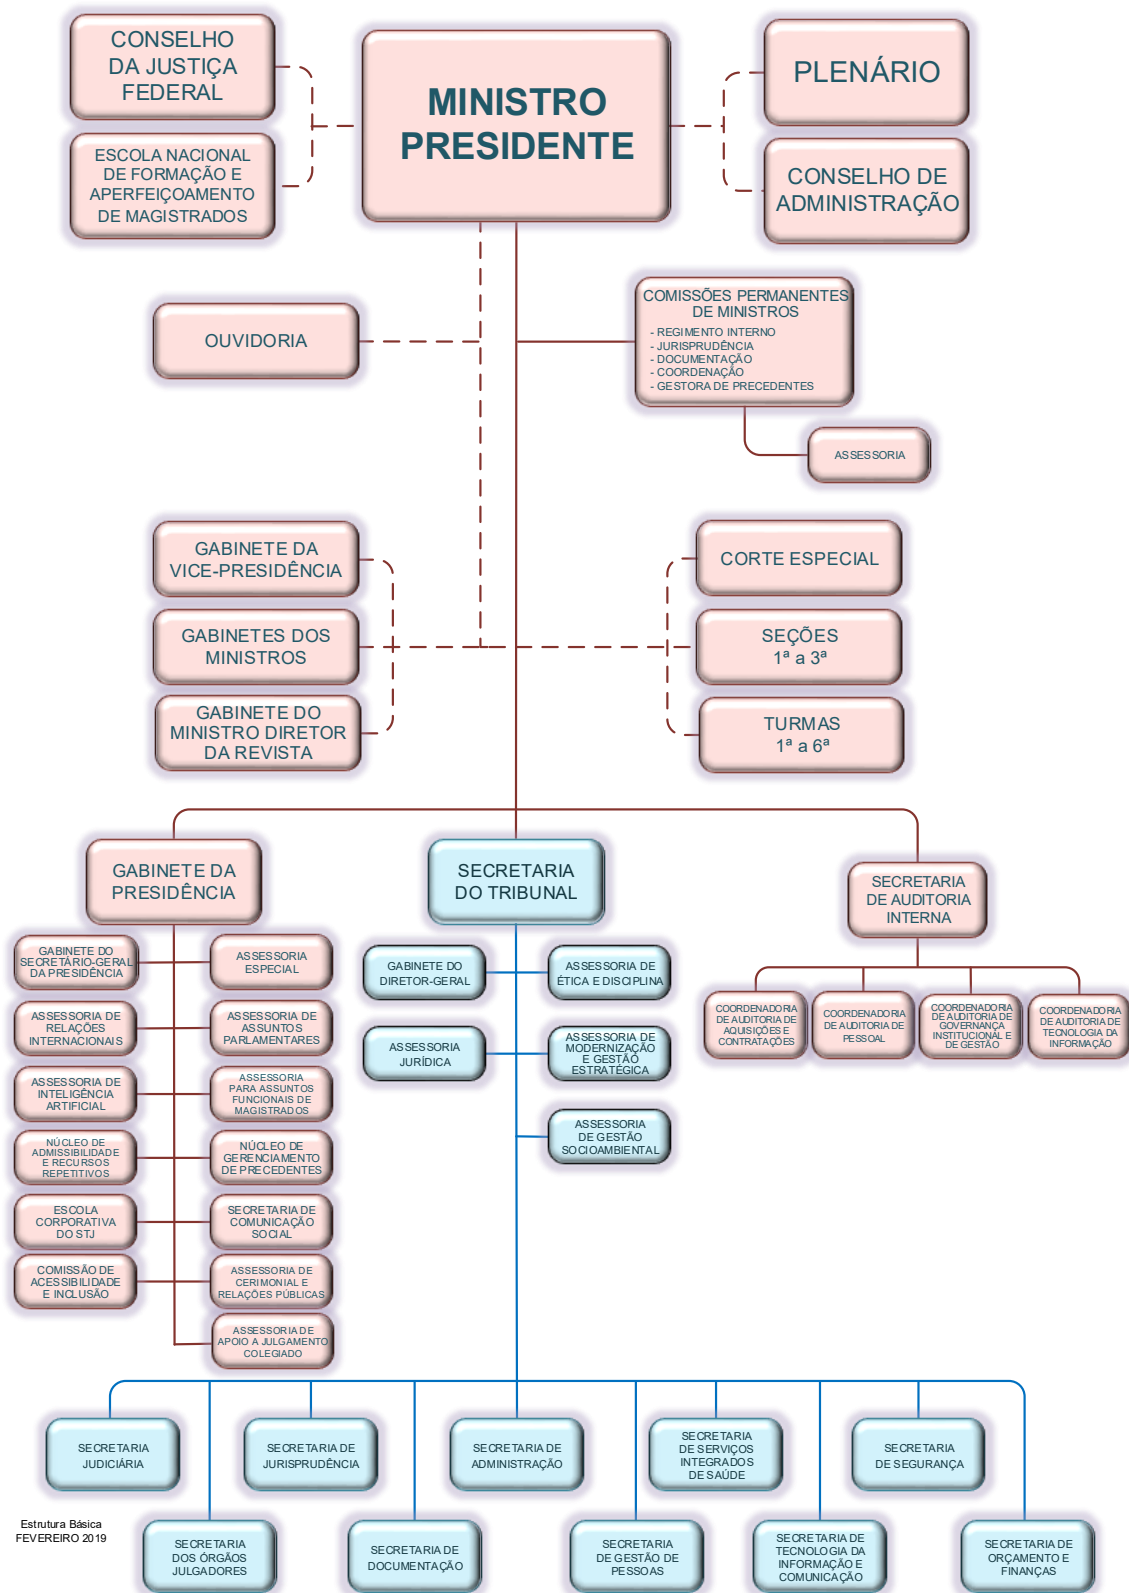 CONSELHO
DA JUSTIÇA
FEDERAL
MINISTRO
PRESIDENTE
PLENÁRIO
ESCOLA NACIONAL
DE FORMAÇÃO E
APERFEIÇOAMENTO
DE MAGISTRADOS
CONSELHO DE
ADMINISTRAÇÃO
OUVIDORIA
COMISSÕES PERMANENTES
DE MINISTROS
- REGIMENTO INTERNO
- JURISPRUDÊNCIA
- DOCUMENTAÇÃO
- COORDENAÇÃO
- GESTORA DE PRECEDENTES
ASSESSORIA
GABINETE DA
VICE-PRESIDÊNCIA
CORTE ESPECIAL
GABINETES DOS
MINISTROS
SEÇÕES
1ª a 3ª
GABINETE DO
MINISTRO DIRETOR
DA REVISTA
TURMAS
1ª a 6ª
GABINETE DA
PRESIDÊNCIA
SECRETARIA
DO TRIBUNAL
SECRETARIA
DE AUDITORIA
INTERNA
GABINETE DO
SECRETÁRIO-GERAL
DA PRESIDÊNCIA
ASSESSORIA
ESPECIAL
GABINETE DO
DIRETOR-GERAL
ASSESSORIA DE
ÉTICA E DISCIPLINA
COORDENADORIA
DE AUDITORIA DE
AQUISIÇÕES E
CONTRATAÇÕES
COORDENADORIA
DE AUDITORIA DE
PESSOAL
COORDENADORIA
DE AUDITORIA DE
GOVERNANÇA
INSTITUCIONAL E
DE GESTÃO
COORDENADORIA
DE AUDITORIA DE
TECNOLOGIA DA
INFORMAÇÃO
ASSESSORIA DE
RELAÇÕES
INTERNACIONAIS
ASSESSORIA DE
ASSUNTOS
PARLAMENTARES
ASSESSORIA
JURÍDICA
ASSESSORIA DE
MODERNIZAÇÃO
E GESTÃO
ESTRATÉGICA
ASSESSORIA DE
INTELIGÊNCIA
ARTIFICIAL
ASSESSORIA
PARA ASSUNTOS
FUNCIONAIS DE
MAGISTRADOS
ASSESSORIA
DE GESTÃO
SOCIOAMBIENTAL
NÚCLEO DE
ADMISSIBILIDADE
E RECURSOS
REPETITIVOS
NÚCLEO DE
GERENCIAMENTO
DE PRECEDENTES
ESCOLA
CORPORATIVA
DO STJ
SECRETARIA DE
COMUNICAÇÃO
SOCIAL
COMISSÃO DE
ACESSIBILIDADE
E INCLUSÃO
ASSESSORIA DE
CERIMONIAL E
RELAÇÕES PÚBLICAS
ASSESSORIA DE
APOIO A JULGAMENTO
COLEGIADO
SECRETARIA
JUDICIÁRIA
SECRETARIA DE
JURISPRUDÊNCIA
SECRETARIA DE
ADMINISTRAÇÃO
SECRETARIA
DE SERVIÇOS
INTEGRADOS
DE SAÚDE
SECRETARIA
DE SEGURANÇA
Estrutura Básica
FEVEREIRO 2019
SECRETARIA
DOS ÓRGÃOS
JULGADORES
SECRETARIA DE
DOCUMENTAÇÃO
SECRETARIA
DE GESTÃO DE
PESSOAS
SECRETARIA DE
TECNOLOGIA DA
INFORMAÇÃO E
COMUNICAÇÃO
SECRETARIA DE
ORÇAMENTO E
FINANÇAS